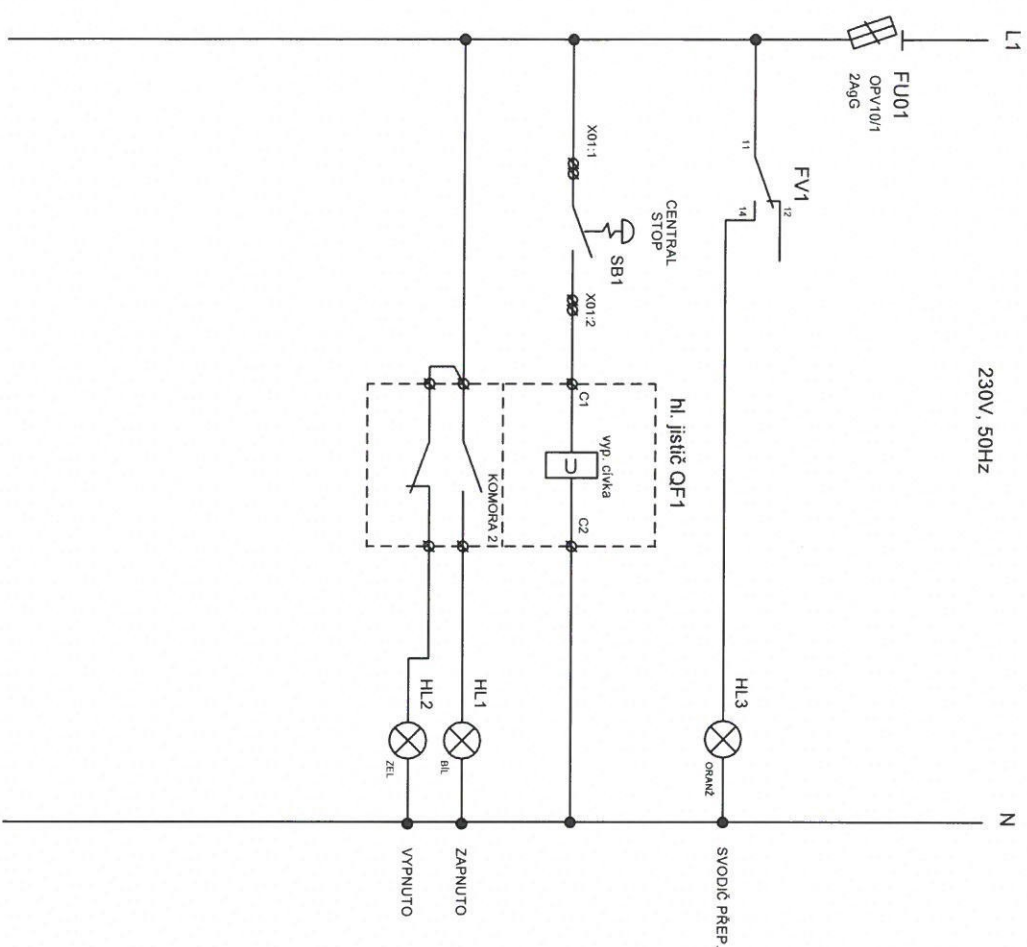 L1
230V, 50Hz
N
FU01
OPV10/1
2AgG
FV1
11
12
14
HL3
ORANŽ
SVODIČ PŘEP.
CENTRAL
STOP
SB1
X01:1
X01:2
hl. jistič QF1
C1
vyp. cívka
C2
KOMORA 2
HL1
BÍL
ZAPNUTO
HL2
ZEL
VYPNUTO